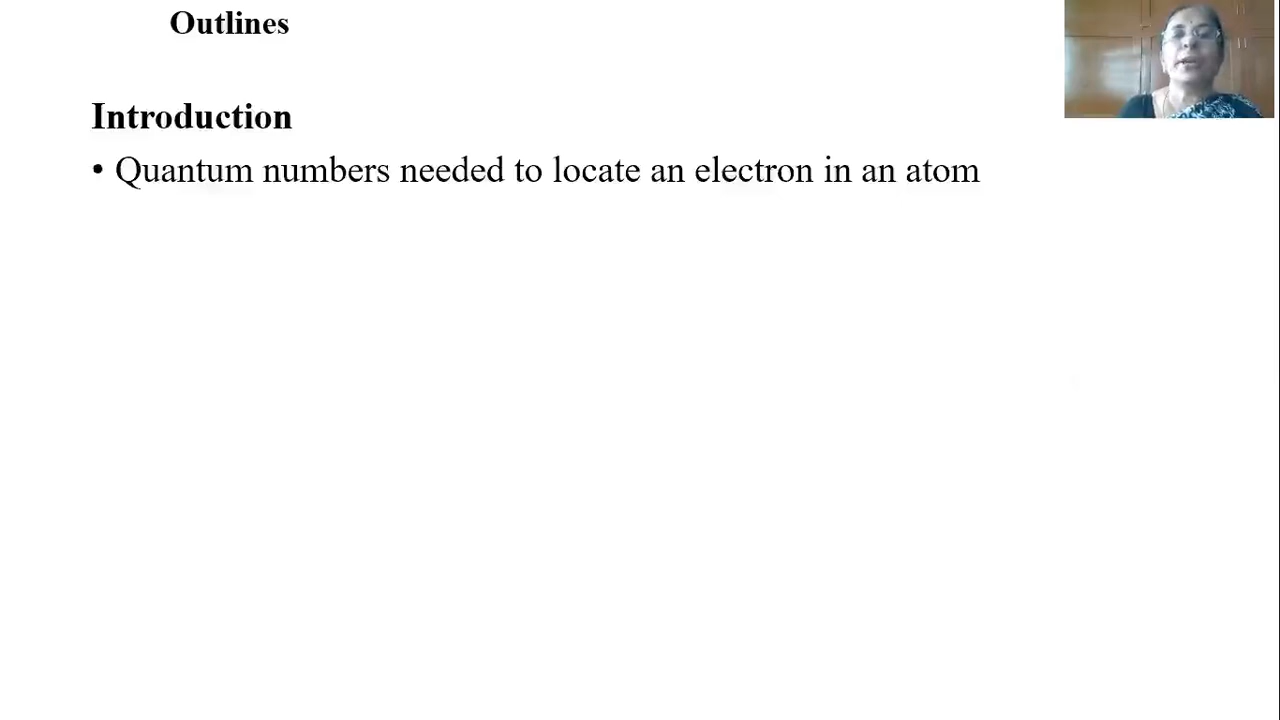 Outlines
Introduction
• Quantum numbers needed to locate an electron in an atom